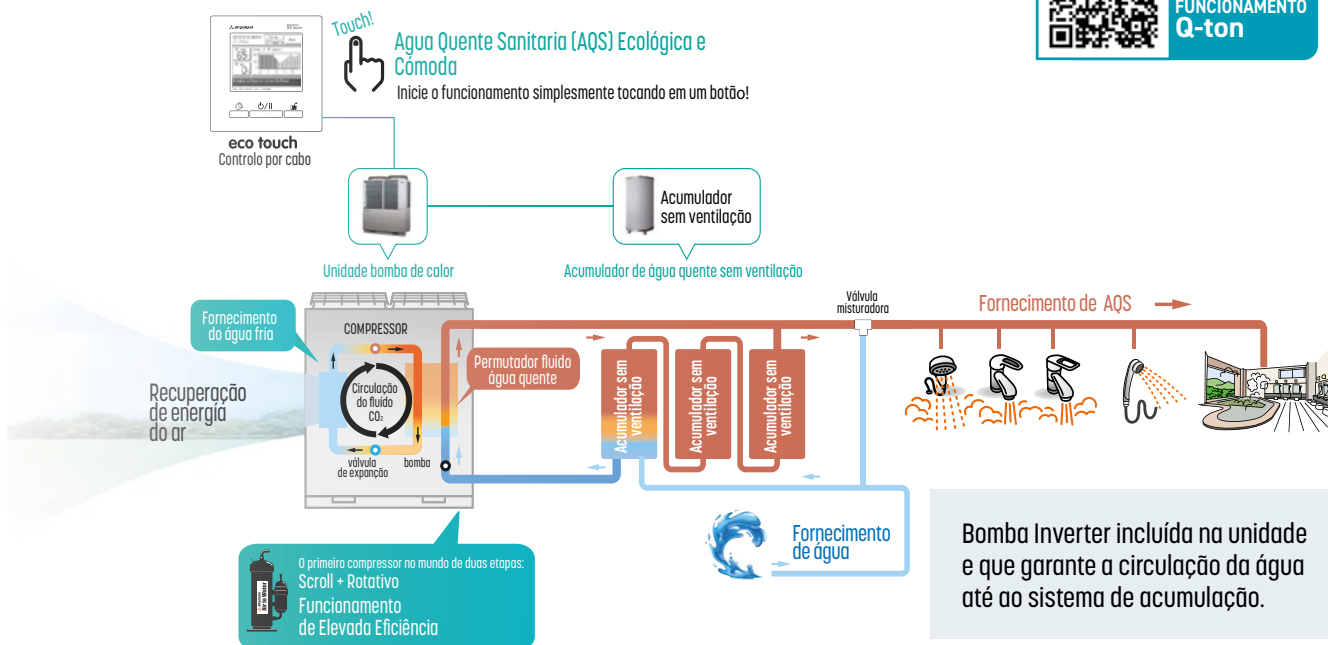 FUNCIONAMENTO
Q-ton
Touch!
Agua Quente Sanitaria (AQS) Ecológica e
Cómoda
Inicie o funcionamento simplesmente tocando em um botão!
eco touch
Controlo por cabo
Acumulador
sem ventilação
Unidade bomba de calor
Acumulador de água quente sem ventilação
Fornecimento
do água fria
COMPRESSOR
Circulação
do fluido
CO₂
válvula
de expanção
bomba
Permutador fluido
água quente
Recuperação
de energía
do ar
Acumulador sem
ventilação
Acumulador sem
ventilação
Acumulador sem
ventilação
Válvula
misturadora
Fornecimento de AQS
Fornecimento
de água
O primeiro compressor no mundo de duas etapas:
Scroll + Rotativo
Funcionamento
de Elevada Eficiência
Air to Water
Bomba Inverter incluída na unidade
e que garante a circulação da água
até ao sistema de acumulação.